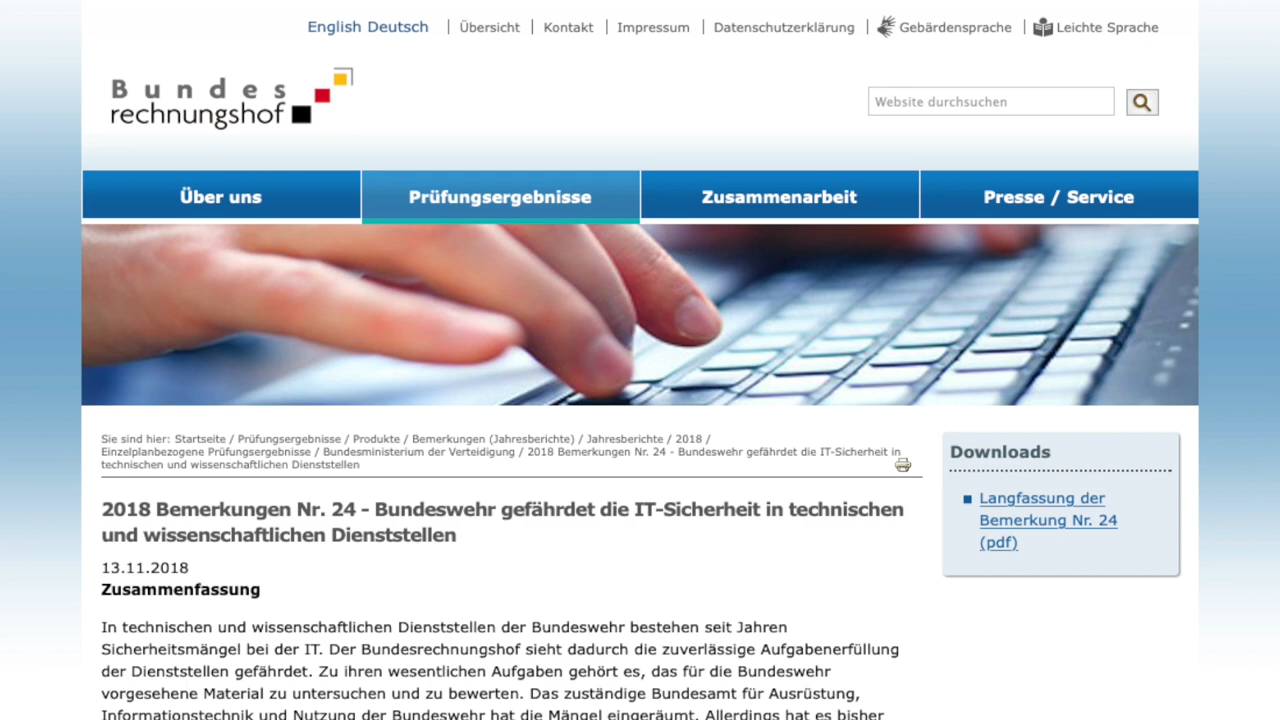 English Deutsch | Übersicht | Kontakt | Impressum | Datenschutzerklärung | Gebärdensprache | Leichte Sprache
Bundes
rechnungshof
Website durchsuchen
Über uns Prüfungsergebnisse Zusammenarbeit Presse / Service
Sie sind hier: Startseite / Prüfungsergebnisse / Produkte / Bemerkungen (Jahresberichte) / Jahresberichte / 2018 /
Einzelplanbezogene Prüfungsergebnisse / Bundesministerium der Verteidigung / 2018 Bemerkungen Nr. 24 - Bundeswehr gefährdet die IT-Sicherheit in
technischen und wissenschaftlichen Dienststellen
2018 Bemerkungen Nr. 24 - Bundeswehr gefährdet die IT-Sicherheit in technischen
und wissenschaftlichen Dienststellen
13.11.2018
Zusammenfassung
In technischen und wissenschaftlichen Dienststellen der Bundeswehr bestehen seit Jahren
Sicherheitsmängel bei der IT. Der Bundesrechnungshof sieht dadurch die zuverlässige Aufgabenerfüllung
der Dienststellen gefährdet. Zu ihren wesentlichen Aufgaben gehört es, das für die Bundeswehr
vorgesehene Material zu untersuchen und zu bewerten. Das zuständige Bundesamt für Ausrüstung,
Informationstechnik und Nutzung der Bundeswehr hat die Mängel eingeräumt. Allerdings hat es bisher
Downloads
Langfassung der
Bemerkung Nr. 24
(pdf)